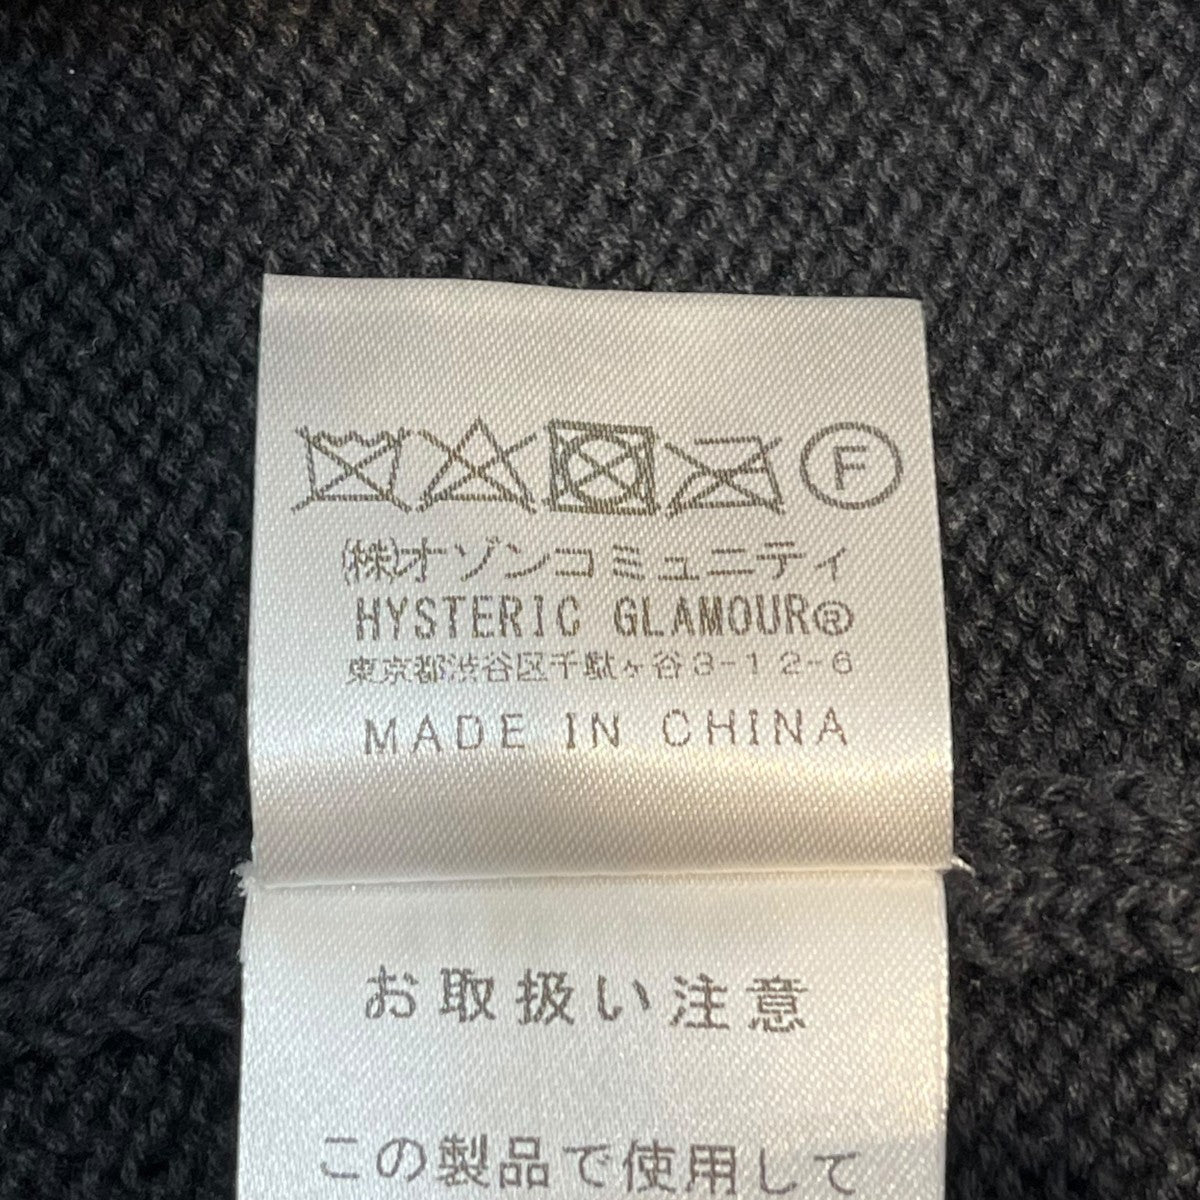 F
(株)オゾンコミュニティ
HYSTERIC GLAMOUR®
東京都渋谷区千駄ヶ谷3-12-6
MADE IN CHINA
お取扱い注意
この製品で使用して